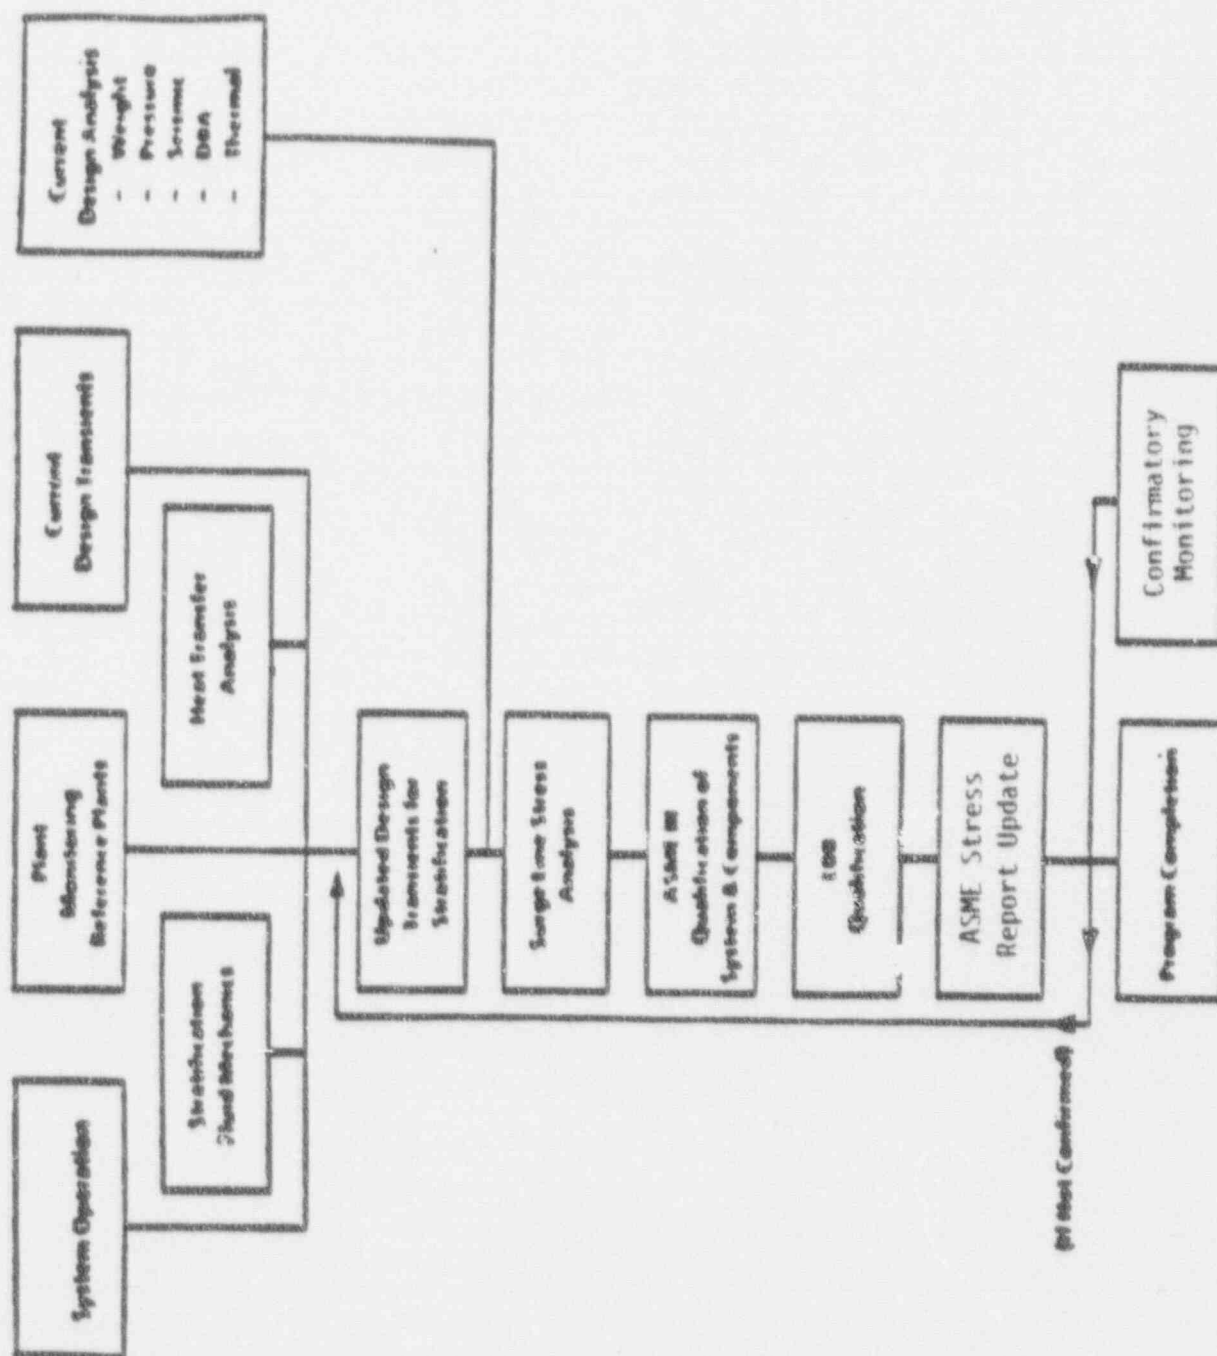 System Operation
Plant
Monitoring
Reference Plants
Current
Design Transients
Current
Design Analysis
- Weight
- Pressure
- Seismic
- DBA
- Thermal
Stratification
Fluid Mechanics
Heat Transfer
Analysis
Updated Design
Transients for
Stratification
Surge Line Stress
Analysis
ASME III
Qualification of
System & Components
Qualification
ASME Stress
Report Update
(If Not Confirmed)
Program Completion
Confirmatory
Monitoring